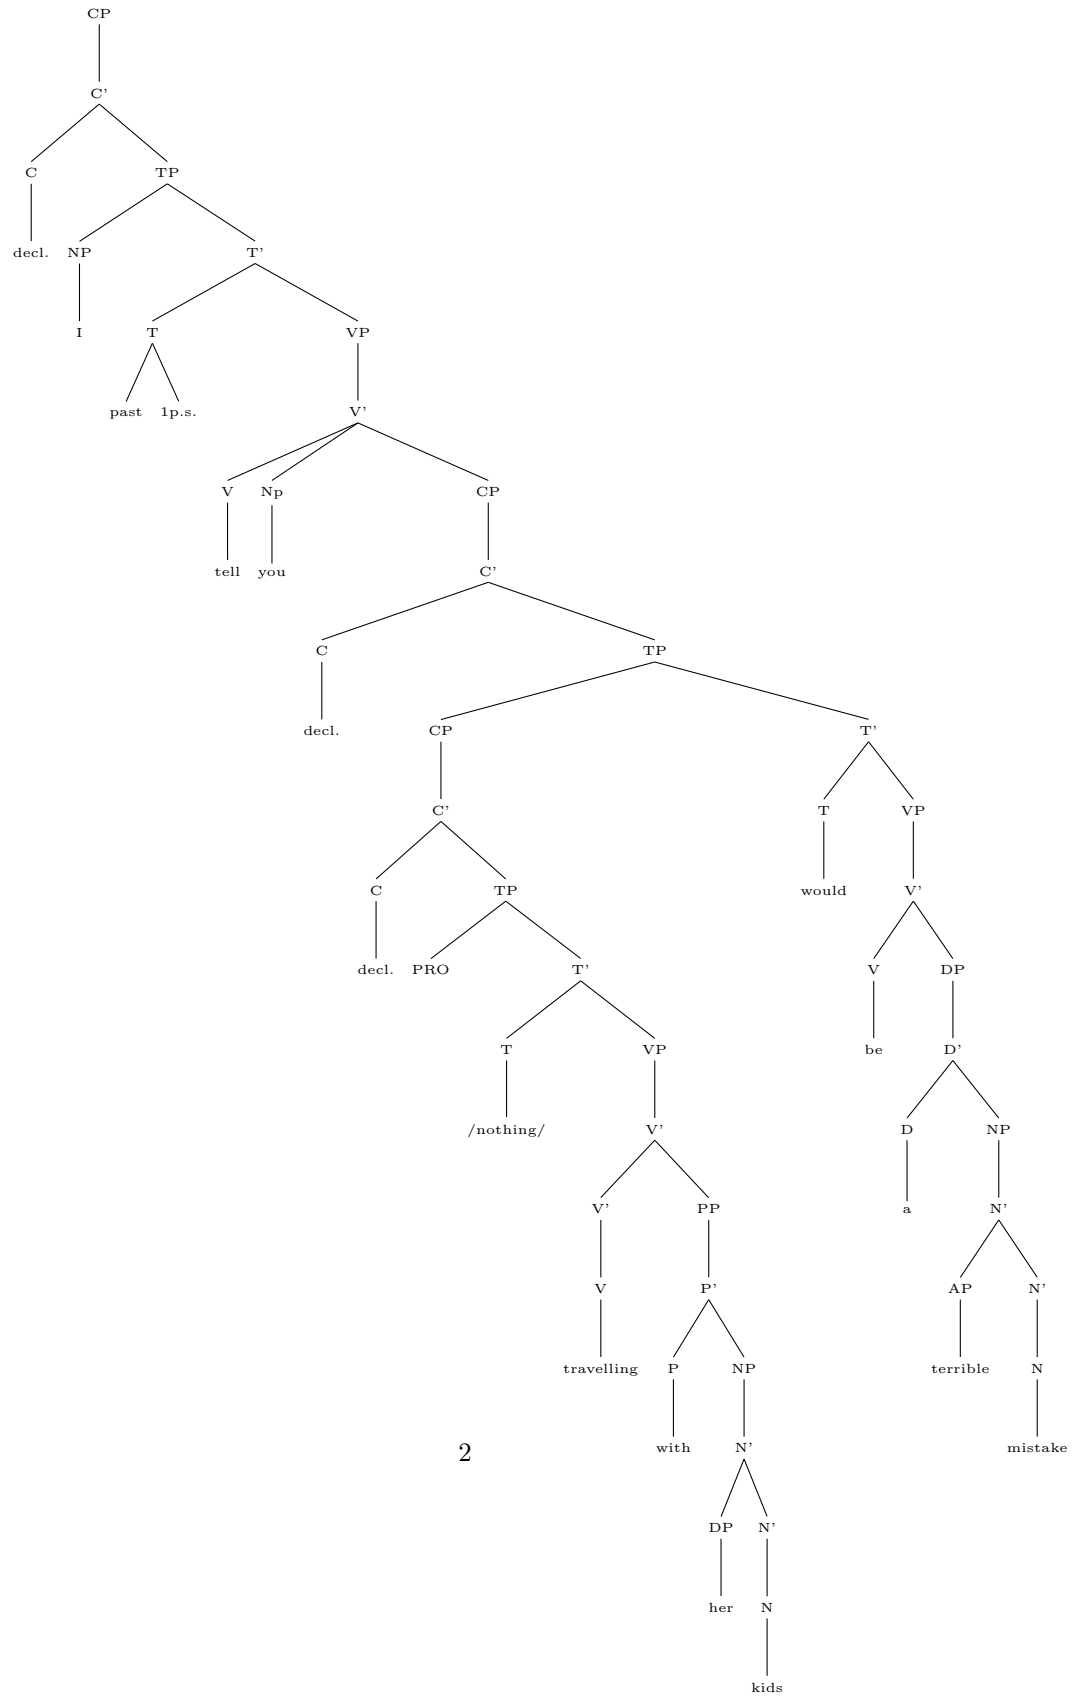 CP
C'
C TP
decl. NP T'
I T VP
past 1p.s. V'
V Np CP
tell you C'
C TP
decl. CP T'
C' T VP
C TP would V'
decl. PRO T' V DP
T VP be D'
/nothing/ V' D NP
V' PP a N'
V P' AP N'
travelling P NP terrible N
2 with N' mistake
DP N'
her N
kids